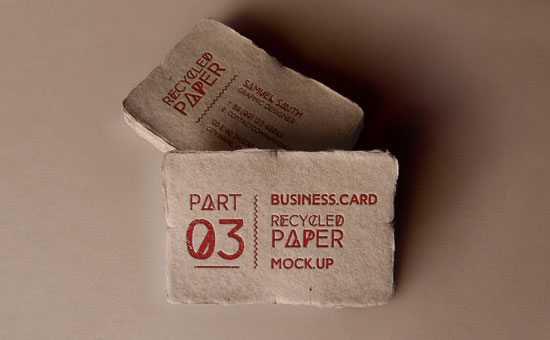 RECYCLED
PAPER
SAMUEL SMITH
GRAPHIC DESIGNER
PART
03
BUSINESS.CARD
RECYCLED
PAPER
MOCK.UP